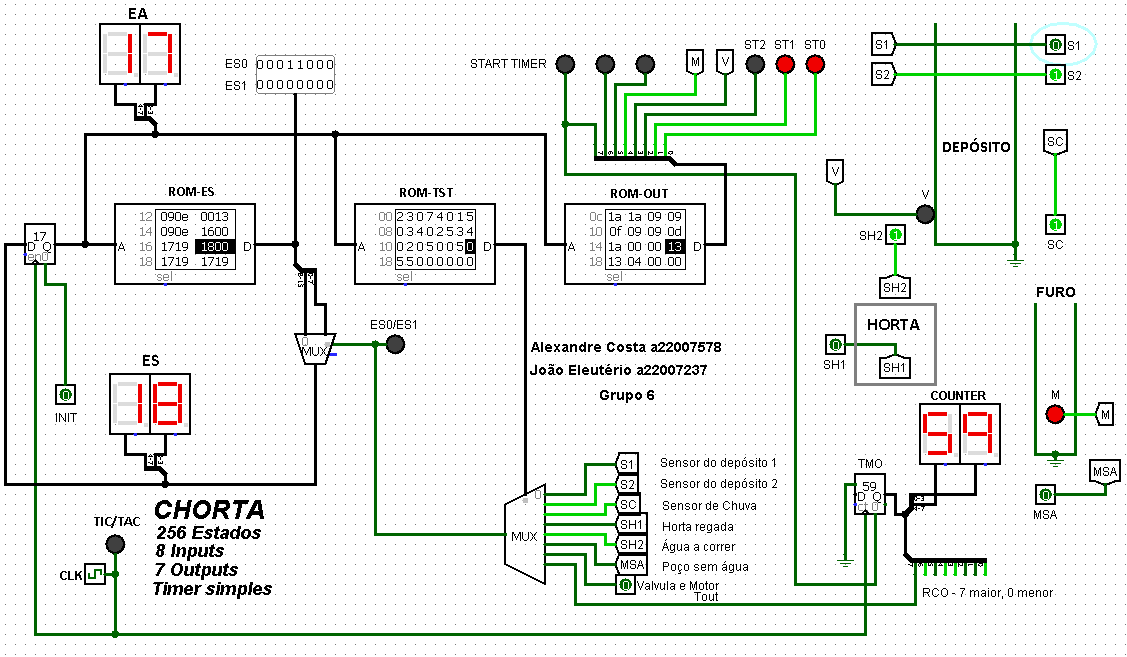 EA
17
ES0 00011000
ES1 00000000
START TIMER
M
V
ST2 ST1 ST0
S1
S2
S1
S2
DEPÓSITO
SC
SC
V
V
SH2
SH2
ROM-ES
12 090e 0013
14 090e 1600
16 1719 1800
18 1719 1719
A
D
sel
ROM-TST
00 23074015
08 03402534
10 02050050
18 55000000
A
D
sel
ROM-OUT
0c 1a 1a 09 09
10 0f 09 09 0d
14 1a 00 00 13
18 13 04 00 00
A
D
sel
17
D Q
en0
INIT
MUX
0
ES0/ES1
HORTA
SH1
SH1
FURO
M
M
MSA
MSA
Alexandre Costa a22007578
João Eleutério a22007237
Grupo 6
ES
18
COUNTER
59
TMO
59
D Q
RCO - 7 maior, 0 menor
MUX
0
S1 Sensor do depósito 1
S2 Sensor do depósito 2
SC Sensor de Chuva
SH1 Horta regada
SH2 Água a correr
MSA Poço sem água
0 Valvula e Motor
Tout
CHORTA
256 Estados
8 Inputs
7 Outputs
Timer simples
TIC/TAC
CLK